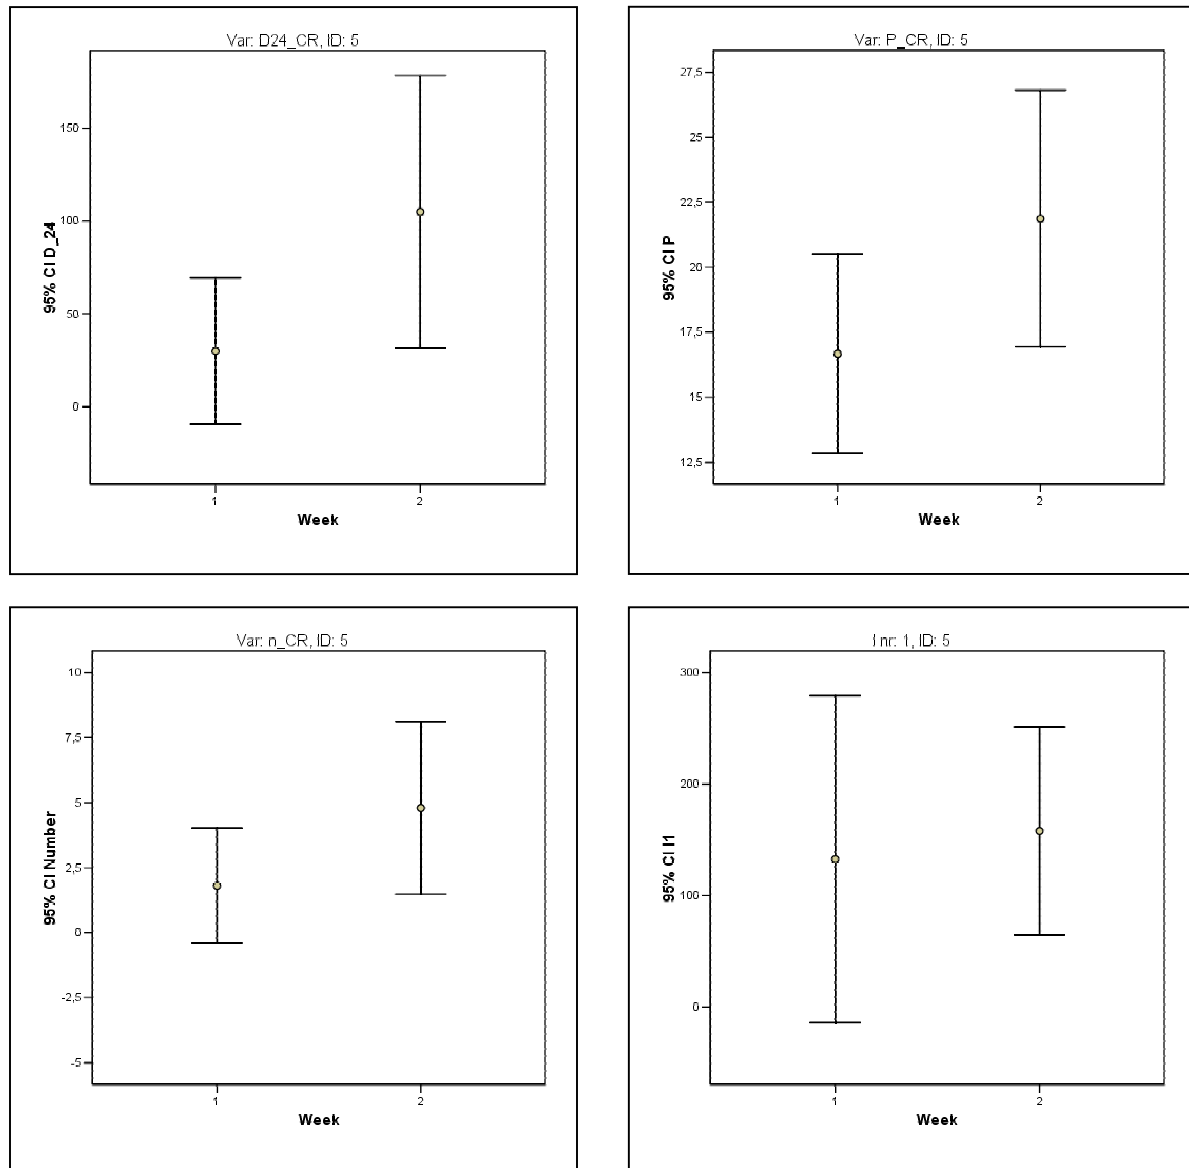 Var: D24_CR, ID: 5
150
100
50
0
95% CI D_24
1
2
Week
Var: P_CR, ID: 5
27,5
25
22,5
20
17,5
15
12,5
95% CI P
1
2
Week
Var: n_CR, ID: 5
10
7,5
5
2,5
0
-2,5
-5
95% CI Number
1
2
Week
I nr: 1, ID: 5
300
200
100
0
95% CI I1
1
2
Week